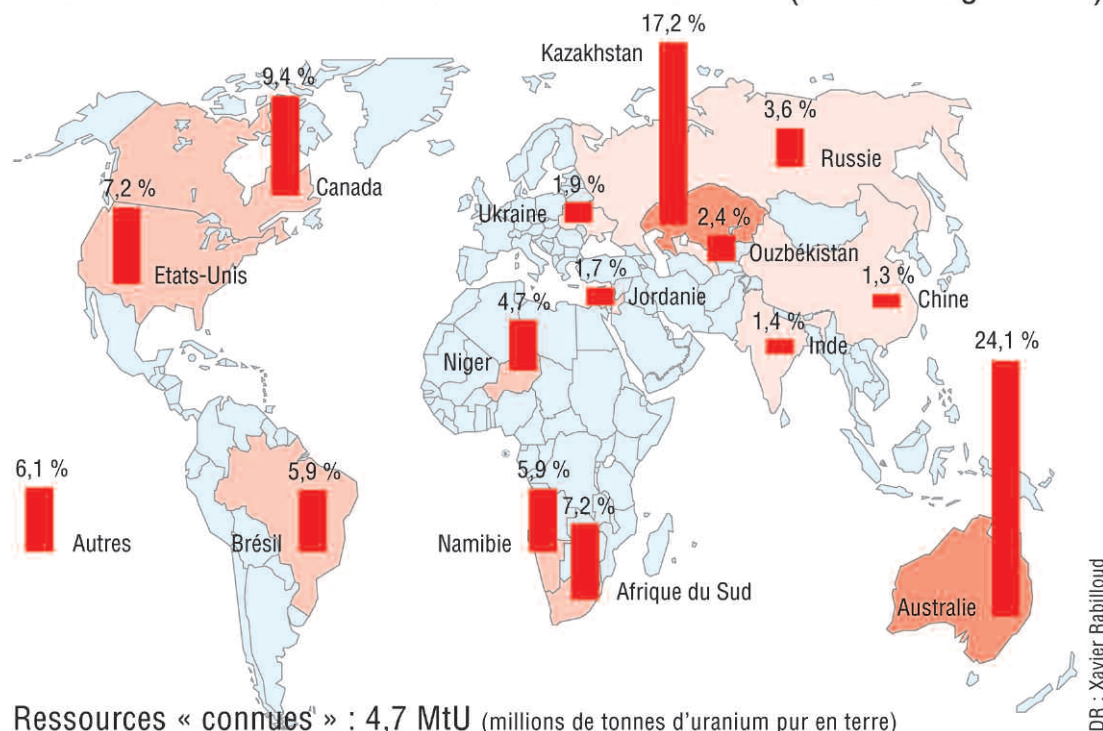 17,2 %
Kazakhstan
9,4 %
3,6 %
Russie
Canada
7,2 %
1,9 %
Ukraine
2,4 %
Ouzbékistan
Etats-Unis
1,7 %
Jordanie
1,3 %
Chine
4,7 %
1,4 %
Inde
24,1 %
Niger
6,1 %
5,9 %
5,9 %
7,2 %
Autres
Brésil
Namibie
Afrique du Sud
Australie
DR : Xavier Rabilloud
Ressources « connues » : 4,7 MtU (millions de tonnes d'uranium pur en terre)